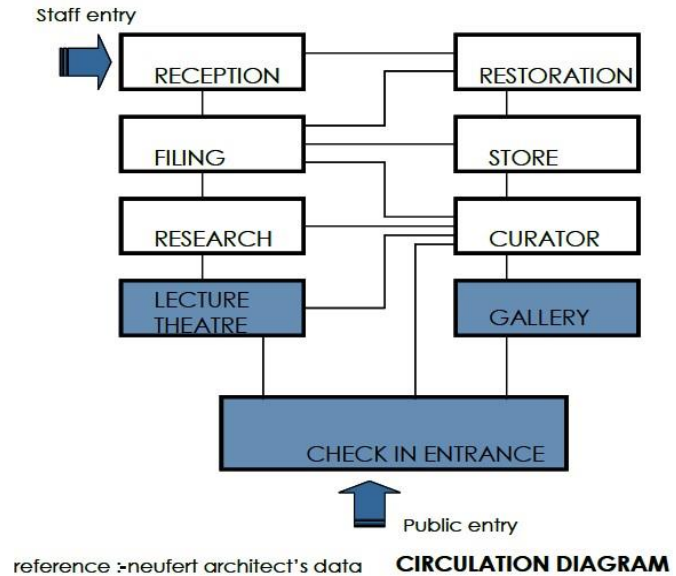 Staff entry
RECEPTION
RESTORATION
FILING
STORE
RESEARCH
CURATOR
LECTURE
THEATRE
GALLERY
CHECK IN ENTRANCE
Public entry
reference :-neufert architect's data CIRCULATION DIAGRAM